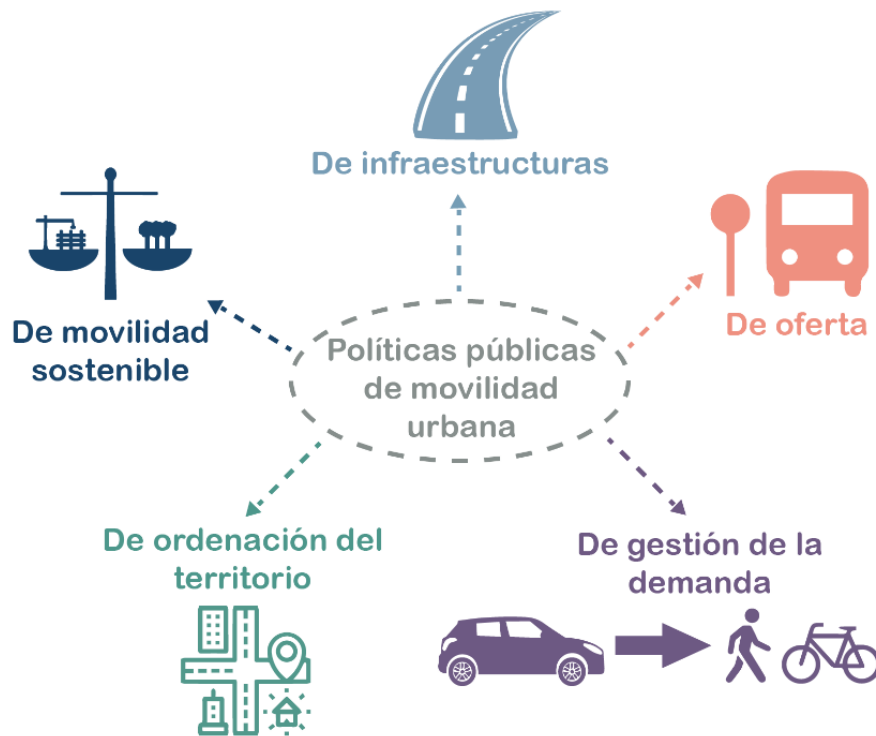 De infraestructuras
De movilidad
sostenible
De oferta
Políticas públicas
de movilidad
urbana
De ordenación del
territorio
De gestión de la
demanda